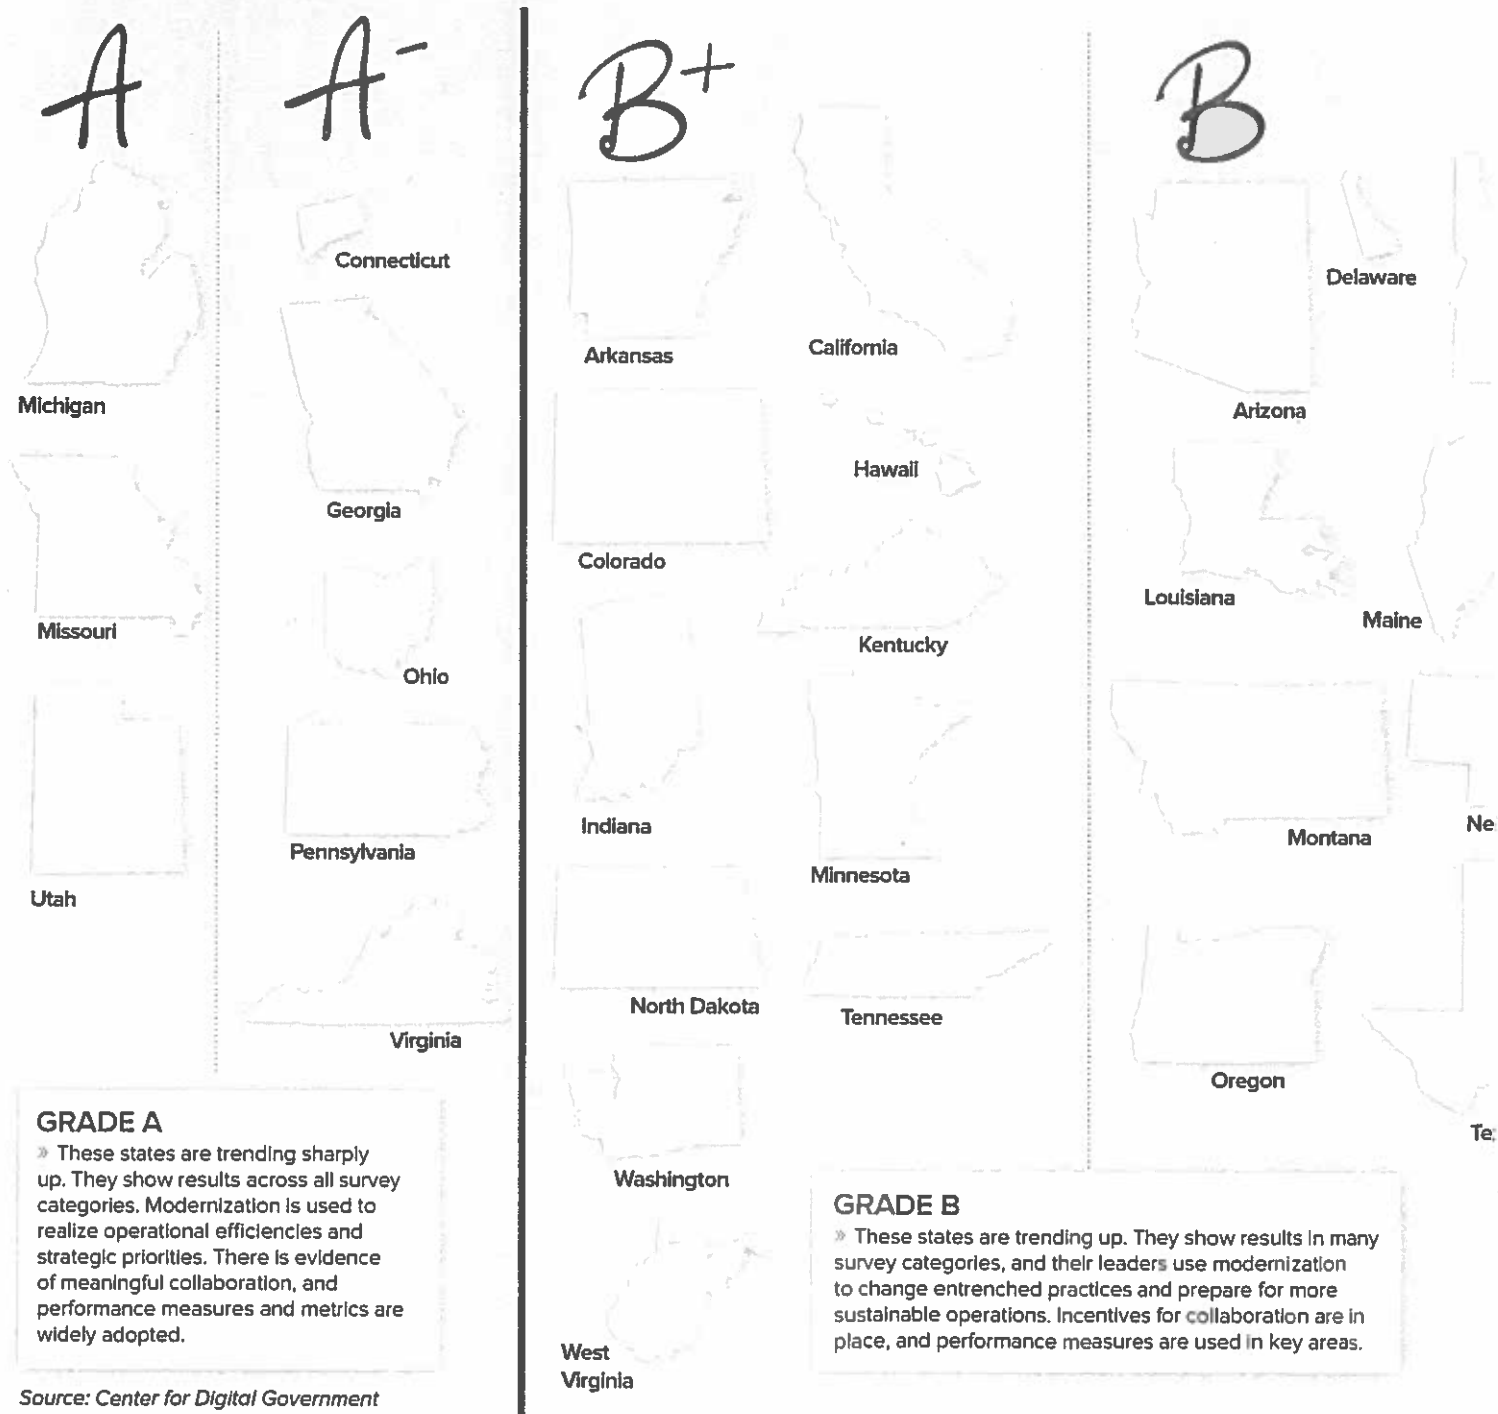 A
Michigan
Missouri
Utah
A-
Connecticut
Georgia
Ohio
Pennsylvania
Virginia
GRADE A
» These states are trending sharply
up. They show results across all survey
categories. Modernization is used to
realize operational efficiencies and
strategic priorities. There is evidence
of meaningful collaboration, and
performance measures and metrics are
widely adopted.
Source: Center for Digital Government
B+
Arkansas
California
Colorado
Hawaii
Kentucky
Indiana
Minnesota
North Dakota
Tennessee
Washington
West
Virginia
B
Delaware
Arizona
Louisiana
Maine
Montana
Ne
Oregon
Te
GRADE B
» These states are trending up. They show results in many
survey categories, and their leaders use modernization
to change entrenched practices and prepare for more
sustainable operations. Incentives for collaboration are in
place, and performance measures are used in key areas.